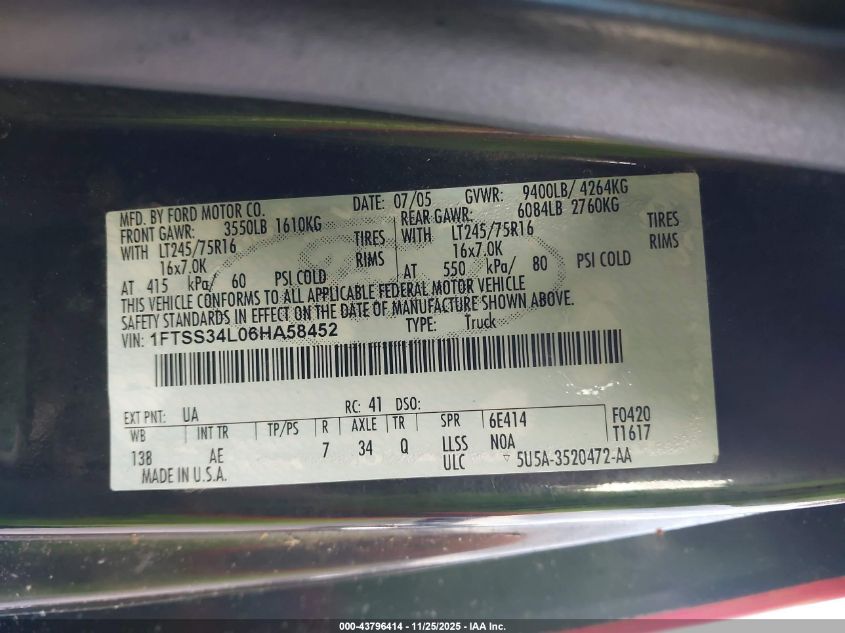 MFD. BY FORD MOTOR CO. DATE: 07/05 GVWR: 9400LB/ 4264KG
FRONT GAWR: 3550LB 1610KG REAR GAWR: 6084LB 2760KG
WITH LT245/75R16 TIRES WITH LT245/75R16 TIRES
16x7.0K RIMS 16x7.0K RIMS
AT 415 kPa/ 60 PSI COLD AT 550 kPa/ 80 PSI COLD
THIS VEHICLE CONFORMS TO ALL APPLICABLE FEDERAL MOTOR VEHICLE
SAFETY STANDARDS IN EFFECT ON THE DATE OF MANUFACTURE SHOWN ABOVE.
VIN: 1FTSS34L06HA58452 TYPE: Truck
EXT PNT: UA RC: 41 DSO:
WB INT TR TP/PS R AXLE TR SPR 6E414 F0420
138 AE 7 34 Q LLSS NOA T1617
MADE IN U.S.A. ULC 5U5A-3520472-AA
000-43796414 - 11/25/2025 - IAA Inc.